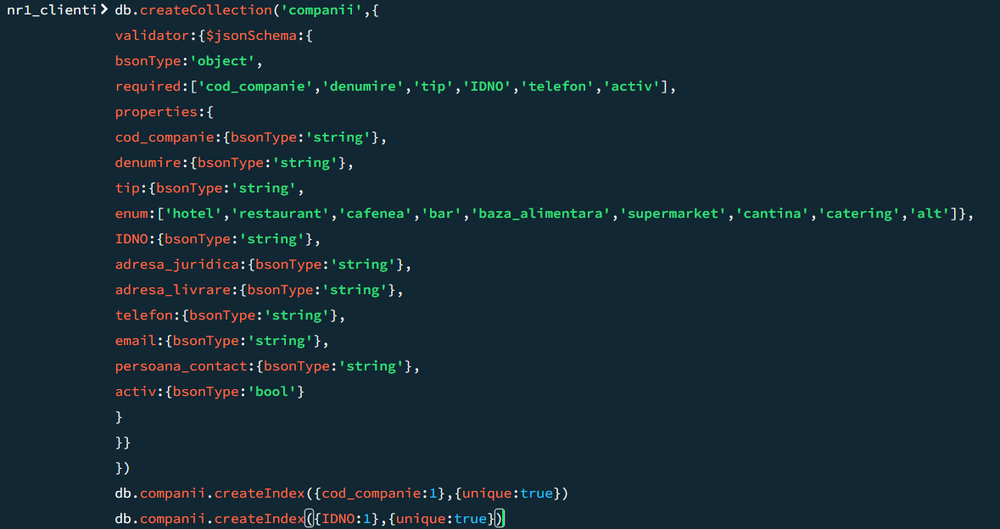 nr1_clienti> db.createCollection('companii',{
validator:{$jsonSchema:{
bsonType:'object',
required:['cod_companie','denumire','tip','IDNO','telefon','activ'],
properties:{
cod_companie:{bsonType:'string'},
denumire:{bsonType:'string'},
tip:{bsonType:'string',
enum:['hotel','restaurant','cafenea','bar','baza_alimentara','supermarket','cantina','catering','alt']},
IDNO:{bsonType:'string'},
adresa_juridica:{bsonType:'string'},
adresa_livrare:{bsonType:'string'},
telefon:{bsonType:'string'},
email:{bsonType:'string'},
persoana_contact:{bsonType:'string'},
activ:{bsonType:'bool'}
}
}}
})
db.companii.createIndex({cod_companie:1},{unique:true})
db.companii.createIndex({IDNO:1},{unique:true})